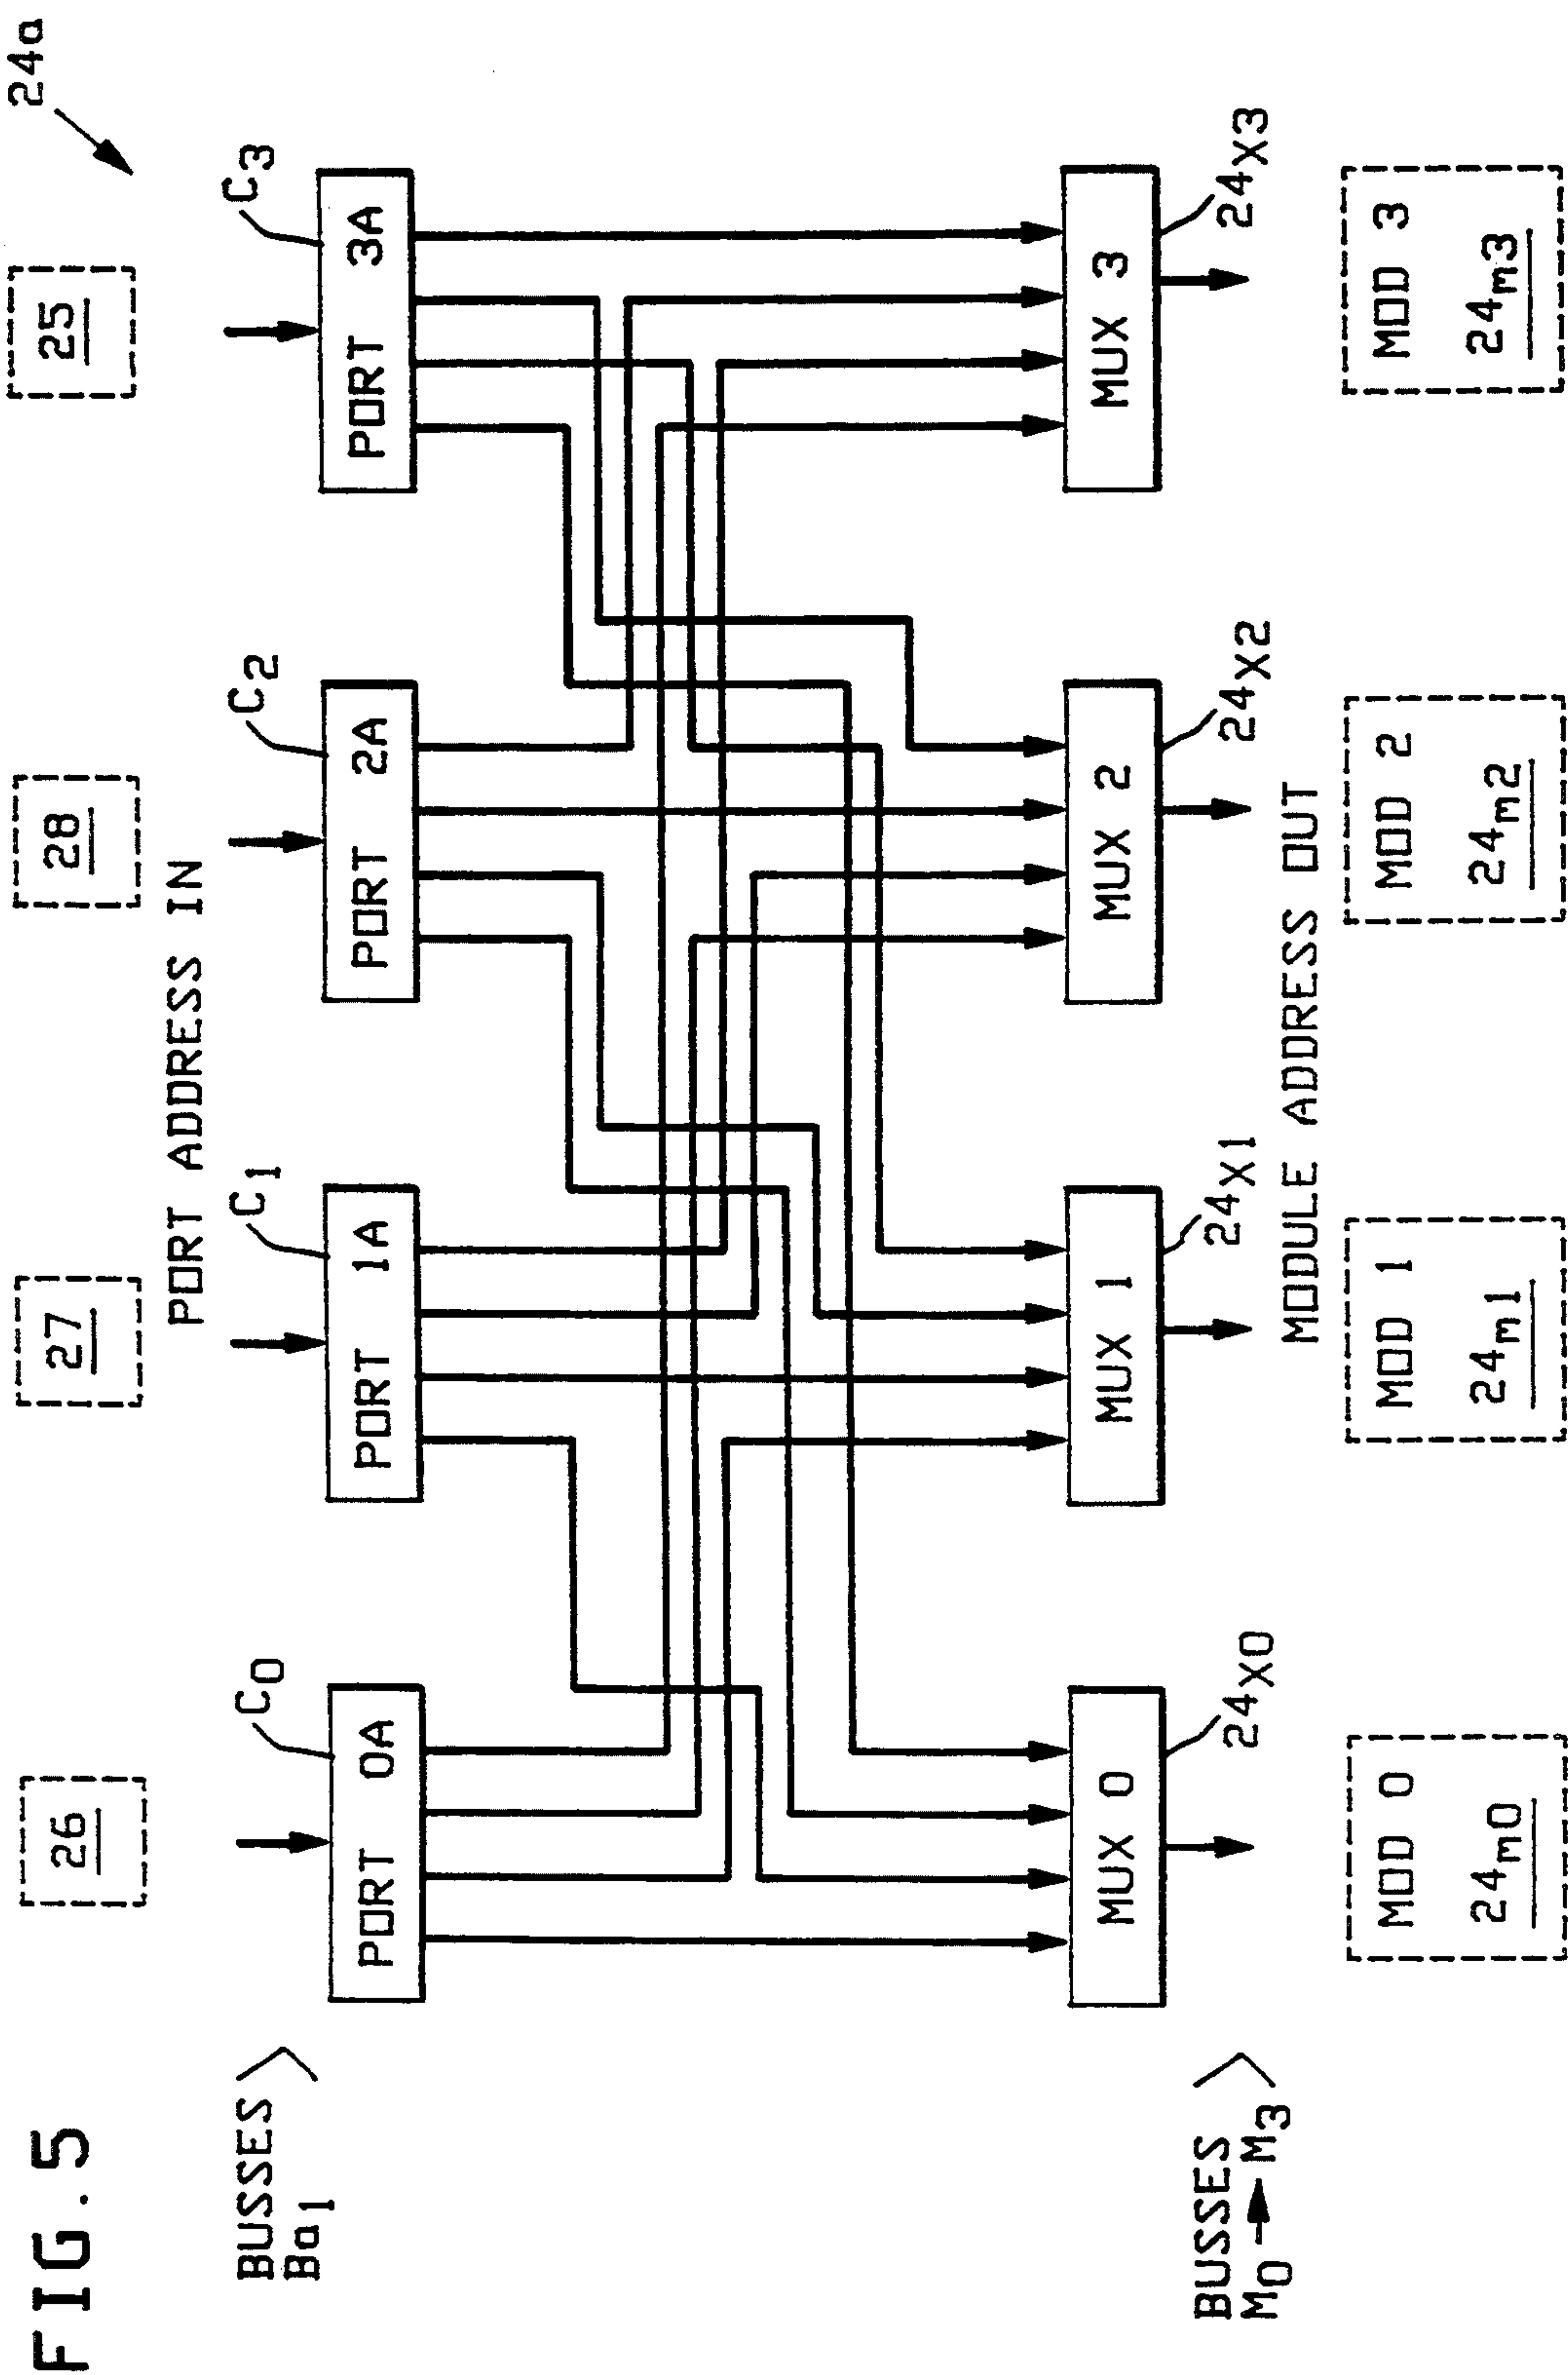 FIG. 5
24a
26
27
28
25
PORT ADDRESS IN
BUSSES
Ba1
C0
C1
C2
C3
PORT 0A
PORT 1A
PORT 2A
PORT 3A
MUX 0
MUX 1
MUX 2
MUX 3
BUSSES
M0 → M3
24X0
24X1
24X2
24X3
MODULE ADDRESS OUT
MOD 0
24m0
MOD 1
24m1
MOD 2
24m2
MOD 3
24m3